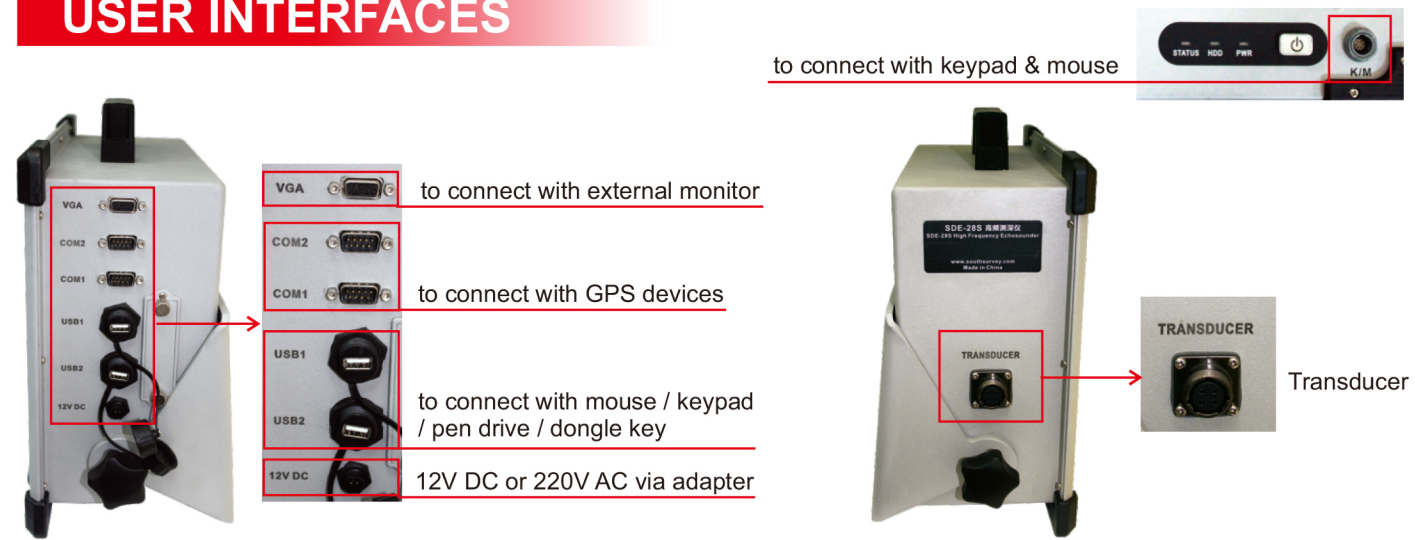 USER INTERFACES
to connect with keypad & mouse
STATUS HDD PWR
K/M
VGA
COM2
COM1
USB1
USB2
12V DC
VGA
to connect with external monitor
COM2
COM1
to connect with GPS devices
USB1
USB2
to connect with mouse / keypad
/ pen drive / dongle key
12V DC
12V DC or 220V AC via adapter
SDE-28S 高频测深仪
SDE-28S High Frequency Echosounder
www.southsurvey.com
Made in China
TRANSDUCER
TRANSDUCER
Transducer